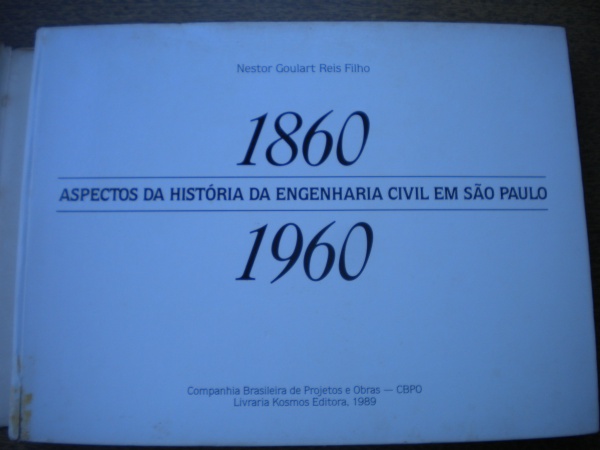 Nestor Goulart Reis Filho
1860
ASPECTOS DA HISTÓRIA DA ENGENHARIA CIVIL EM SÃO PAULO
1960
Companhia Brasileira de Projetos e Obras — CBPO
Livraria Kosmos Editora, 1989